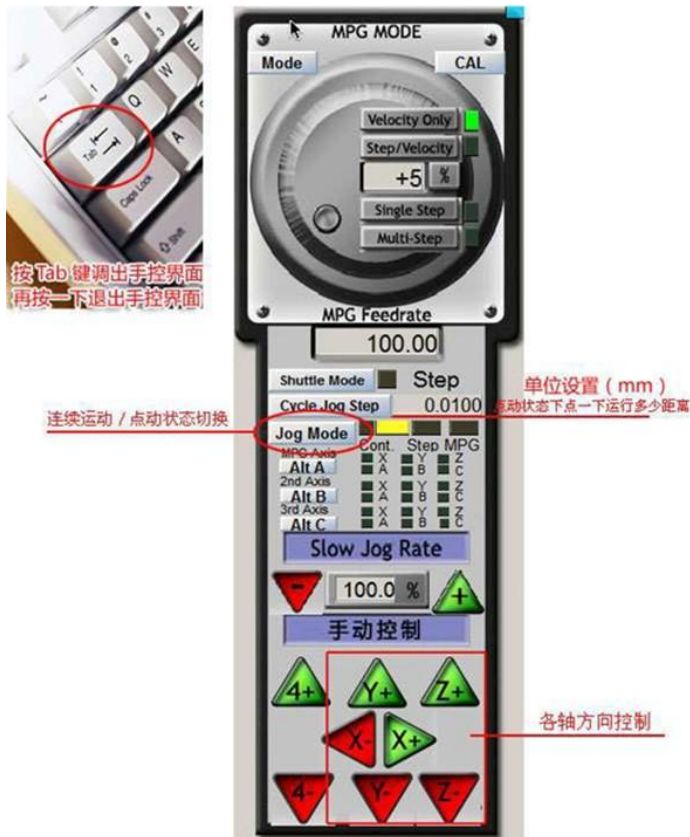 MPG MODE
Mode
CAL
Velocity Only
Step/Velocity
+5 %
Single Step
Multi-Step
MPG Feedrate
100.00
Shuttle Mode
Step
Cycle Jog Step
0.0100
Jog Mode
Cont. Step MPG
MPG Axis
Alt A
X Y Z
A B C
2nd Axis
Alt B
X Y Z
A B C
3rd Axis
Alt C
X Y Z
A B C
Slow Jog Rate
-
100.0 %
+
手动控制
4+
Y+
Z+
X-
X+
4-
Y-
Z-
Tab
Caps Lock
Shift
Q
W
A
按 Tab 键调出手控界面
再按一下退出手控界面
连续运动 / 点动状态切换
单位设置（mm）
点动状态下点一下运行多少距离
各轴方向控制